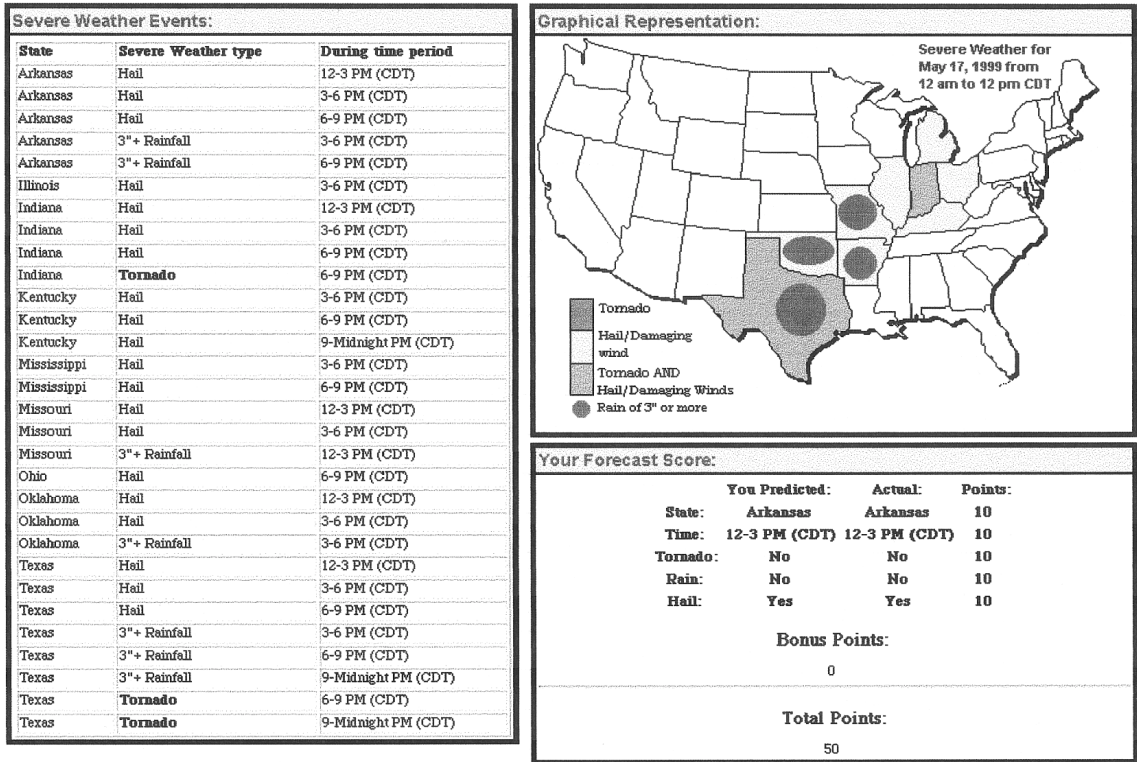 Severe Weather Events:
State Severe Weather type During time period
Arkansas Hail 12-3 PM (CDT)
Arkansas Hail 3-6 PM (CDT)
Arkansas Hail 6-9 PM (CDT)
Arkansas 3"+ Rainfall 3-6 PM (CDT)
Arkansas 3"+ Rainfall 6-9 PM (CDT)
Illinois Hail 3-6 PM (CDT)
Indiana Hail 12-3 PM (CDT)
Indiana Hail 3-6 PM (CDT)
Indiana Hail 6-9 PM (CDT)
Indiana Tornado 6-9 PM (CDT)
Kentucky Hail 3-6 PM (CDT)
Kentucky Hail 6-9 PM (CDT)
Kentucky Hail 9-Midnight PM (CDT)
Mississippi Hail 3-6 PM (CDT)
Mississippi Hail 6-9 PM (CDT)
Missouri Hail 12-3 PM (CDT)
Missouri Hail 3-6 PM (CDT)
Missouri 3"+ Rainfall 12-3 PM (CDT)
Ohio Hail 6-9 PM (CDT)
Oklahoma Hail 12-3 PM (CDT)
Oklahoma Hail 3-6 PM (CDT)
Oklahoma 3"+ Rainfall 3-6 PM (CDT)
Texas Hail 12-3 PM (CDT)
Texas Hail 3-6 PM (CDT)
Texas Hail 6-9 PM (CDT)
Texas 3"+ Rainfall 3-6 PM (CDT)
Texas 3"+ Rainfall 6-9 PM (CDT)
Texas 3"+ Rainfall 9-Midnight PM (CDT)
Texas Tornado 6-9 PM (CDT)
Texas Tornado 9-Midnight PM (CDT)
Graphical Representation:
Severe Weather for
May 17, 1999 from
12 am to 12 pm CDT
Tornado
Hail/Damaging
wind
Tornado AND
Hail/Damaging Winds
Rain of 3" or more
Your Forecast Score:
You Predicted: Actual: Points:
State: Arkansas Arkansas 10
Time: 12-3 PM (CDT) 12-3 PM (CDT) 10
Tornado: No No 10
Rain: No No 10
Hail: Yes Yes 10
Bonus Points:
0
Total Points:
50